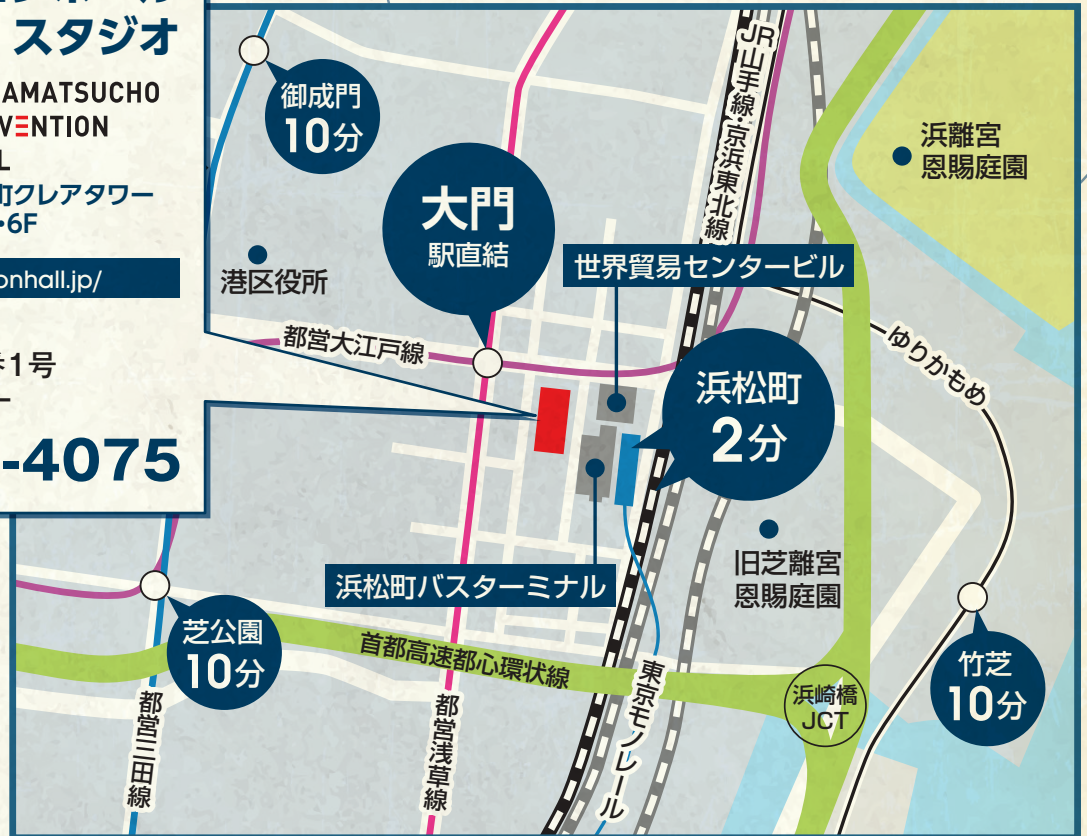 スタジオ
AMATSUCHO
VENTION
町クレアタワー
・6F
onhall.jp/
1号
-4075
御成門
10分
大門
駅直結
港区役所
都営大江戸線
世界貿易センタービル
JR山手線・京浜東北線
浜離宮
恩賜庭園
ゆりかもめ
浜松町
2分
旧芝離宮
恩賜庭園
浜松町バスターミナル
芝公園
10分
首都高速都心環状線
都営三田線
都営浅草線
東京モノレール
浜崎橋
JCT
竹芝
10分